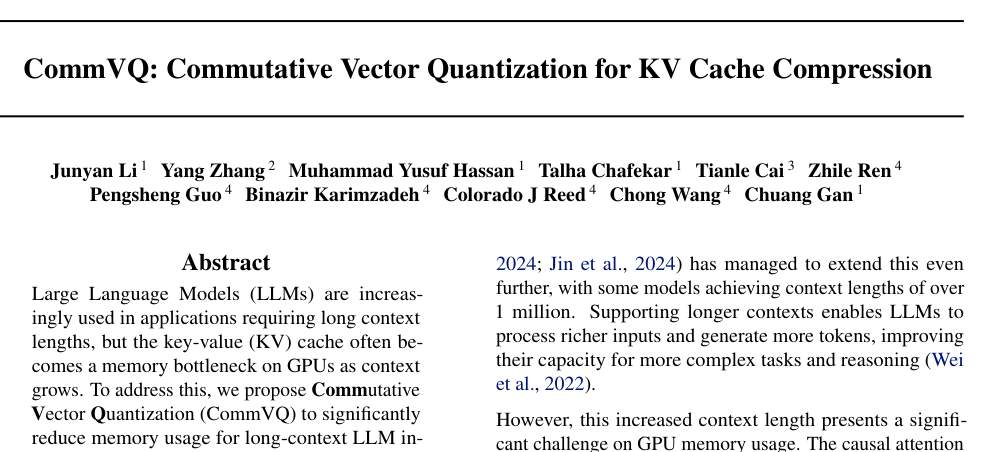 CommVQ: Commutative Vector Quantization for KV Cache Compression
Junyan Li 1 Yang Zhang 2 Muhammad Yusuf Hassan 1 Talha Chafekar 1 Tianle Cai 3 Zhile Ren 4
Pengsheng Guo 4 Binazir Karimzadeh 4 Colorado J Reed 4 Chong Wang 4 Chuang Gan 1
Abstract
Large Language Models (LLMs) are increas-
ingly used in applications requiring long context
lengths, but the key-value (KV) cache often be-
comes a memory bottleneck on GPUs as context
grows. To address this, we propose Commutative
Vector Quantization (CommVQ) to significantly
reduce memory usage for long-context LLM in-
2024; Jin et al., 2024) has managed to extend this even
further, with some models achieving context lengths of over
1 million. Supporting longer contexts enables LLMs to
process richer inputs and generate more tokens, improving
their capacity for more complex tasks and reasoning (Wei
et al., 2022).
However, this increased context length presents a signifi-
cant challenge on GPU memory usage. The causal attention